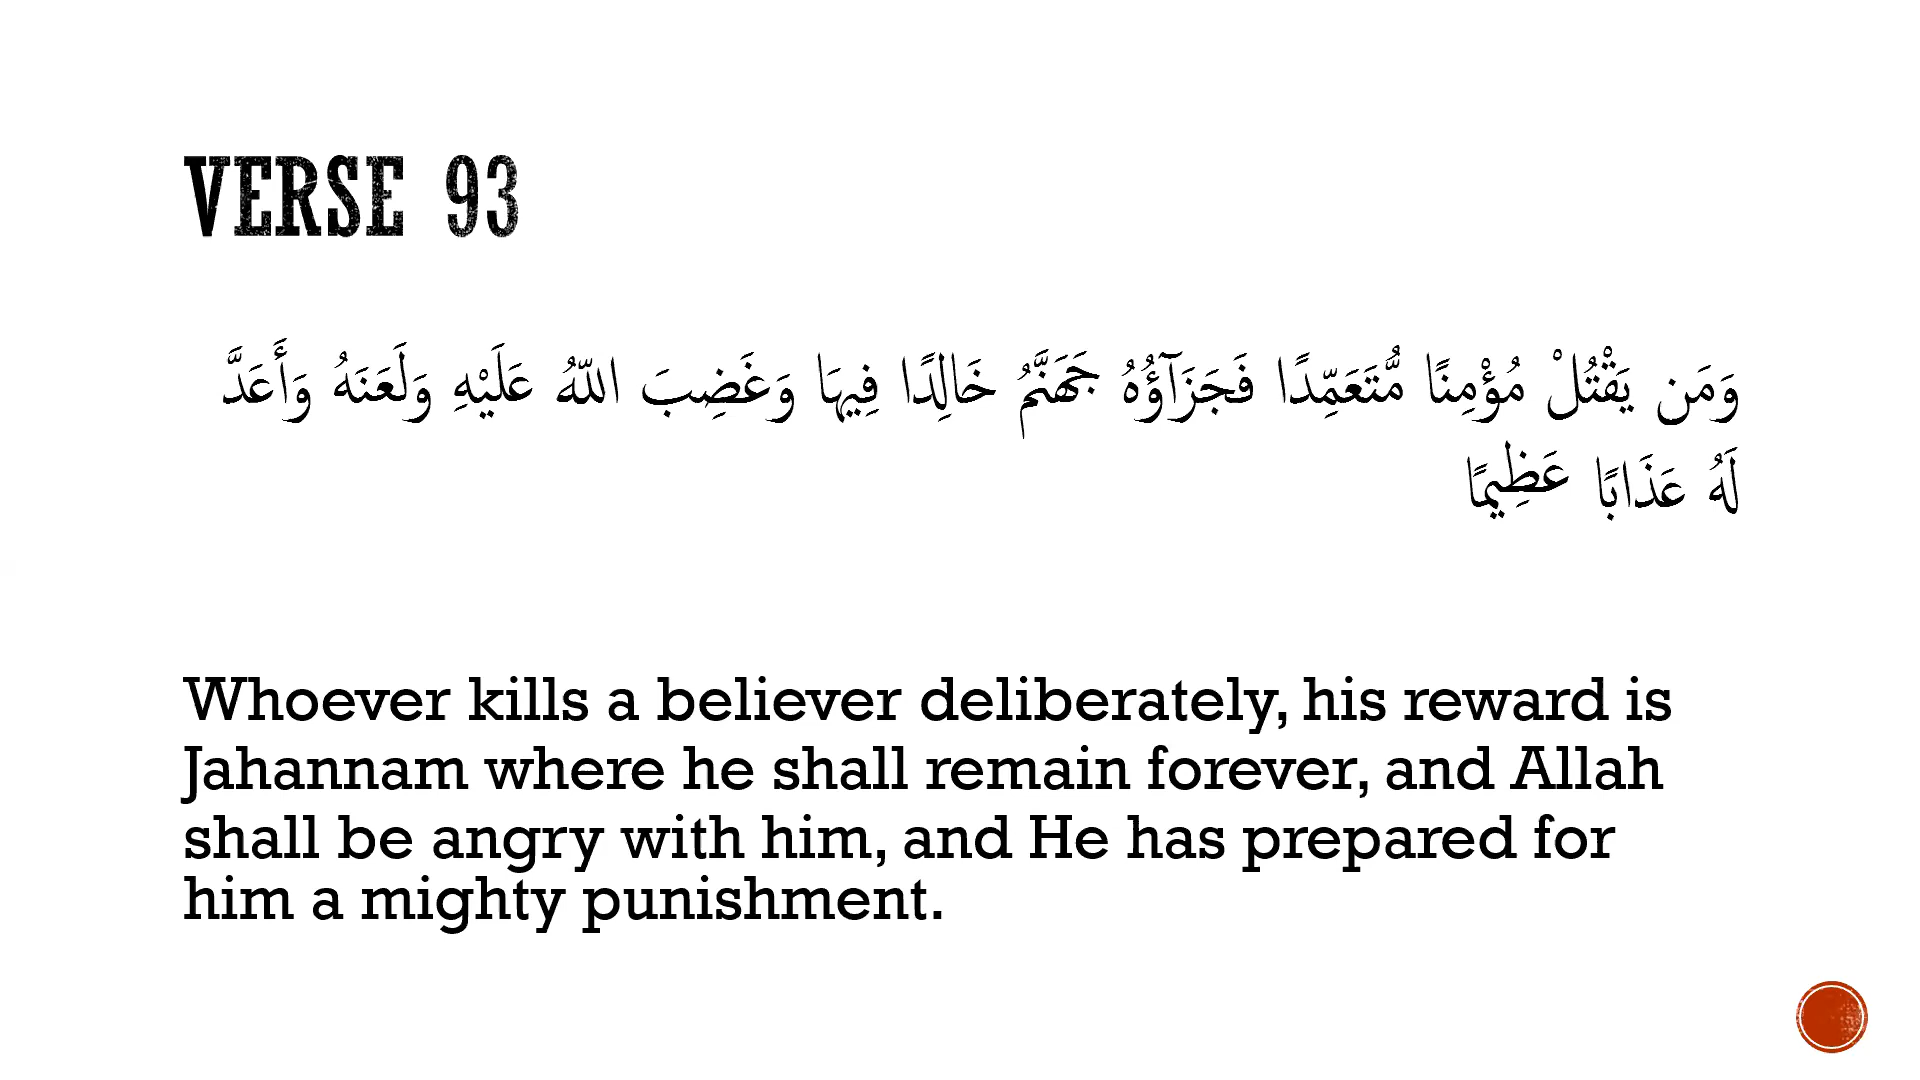 VERSE 93
وَمَن يَقْتُلْ مُؤْمِنًا مُّتَعَمِّدًا فَجَزَآؤُهُ جَهَنَّمُ خَالِدًا فِيهَا وَغَضِبَ اللّهُ عَلَيْهِ وَلَعَنَهُ وَأَعَدَّ
لَهُ عَذَابًا عَظِيمًا
Whoever kills a believer deliberately, his reward is
Jahannam where he shall remain forever, and Allah
shall be angry with him, and He has prepared for
him a mighty punishment.